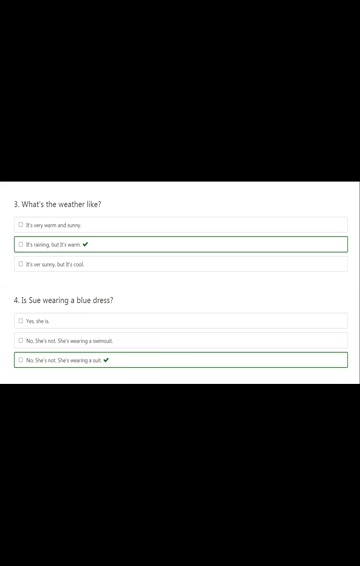 3. What's the weather like?
It's very warm and sunny.
It's raining, but It's warm. ✔
It's ver sunny, but It's cool.
4. Is Sue wearing a blue dress?
Yes, she is.
No, She's not. She's wearing a swimsuit.
No, She's not. She's wearing a suit. ✔